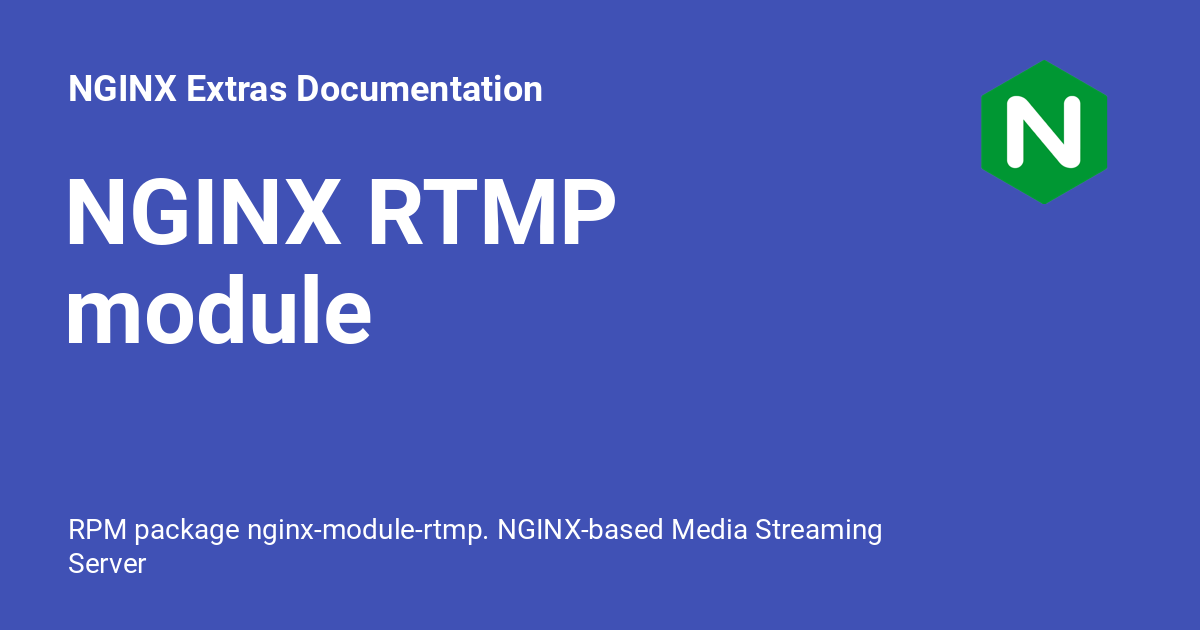 NGINX Extras Documentation
N
NGINX RTMP
module
RPM package nginx-module-rtmp. NGINX-based Media Streaming
Server